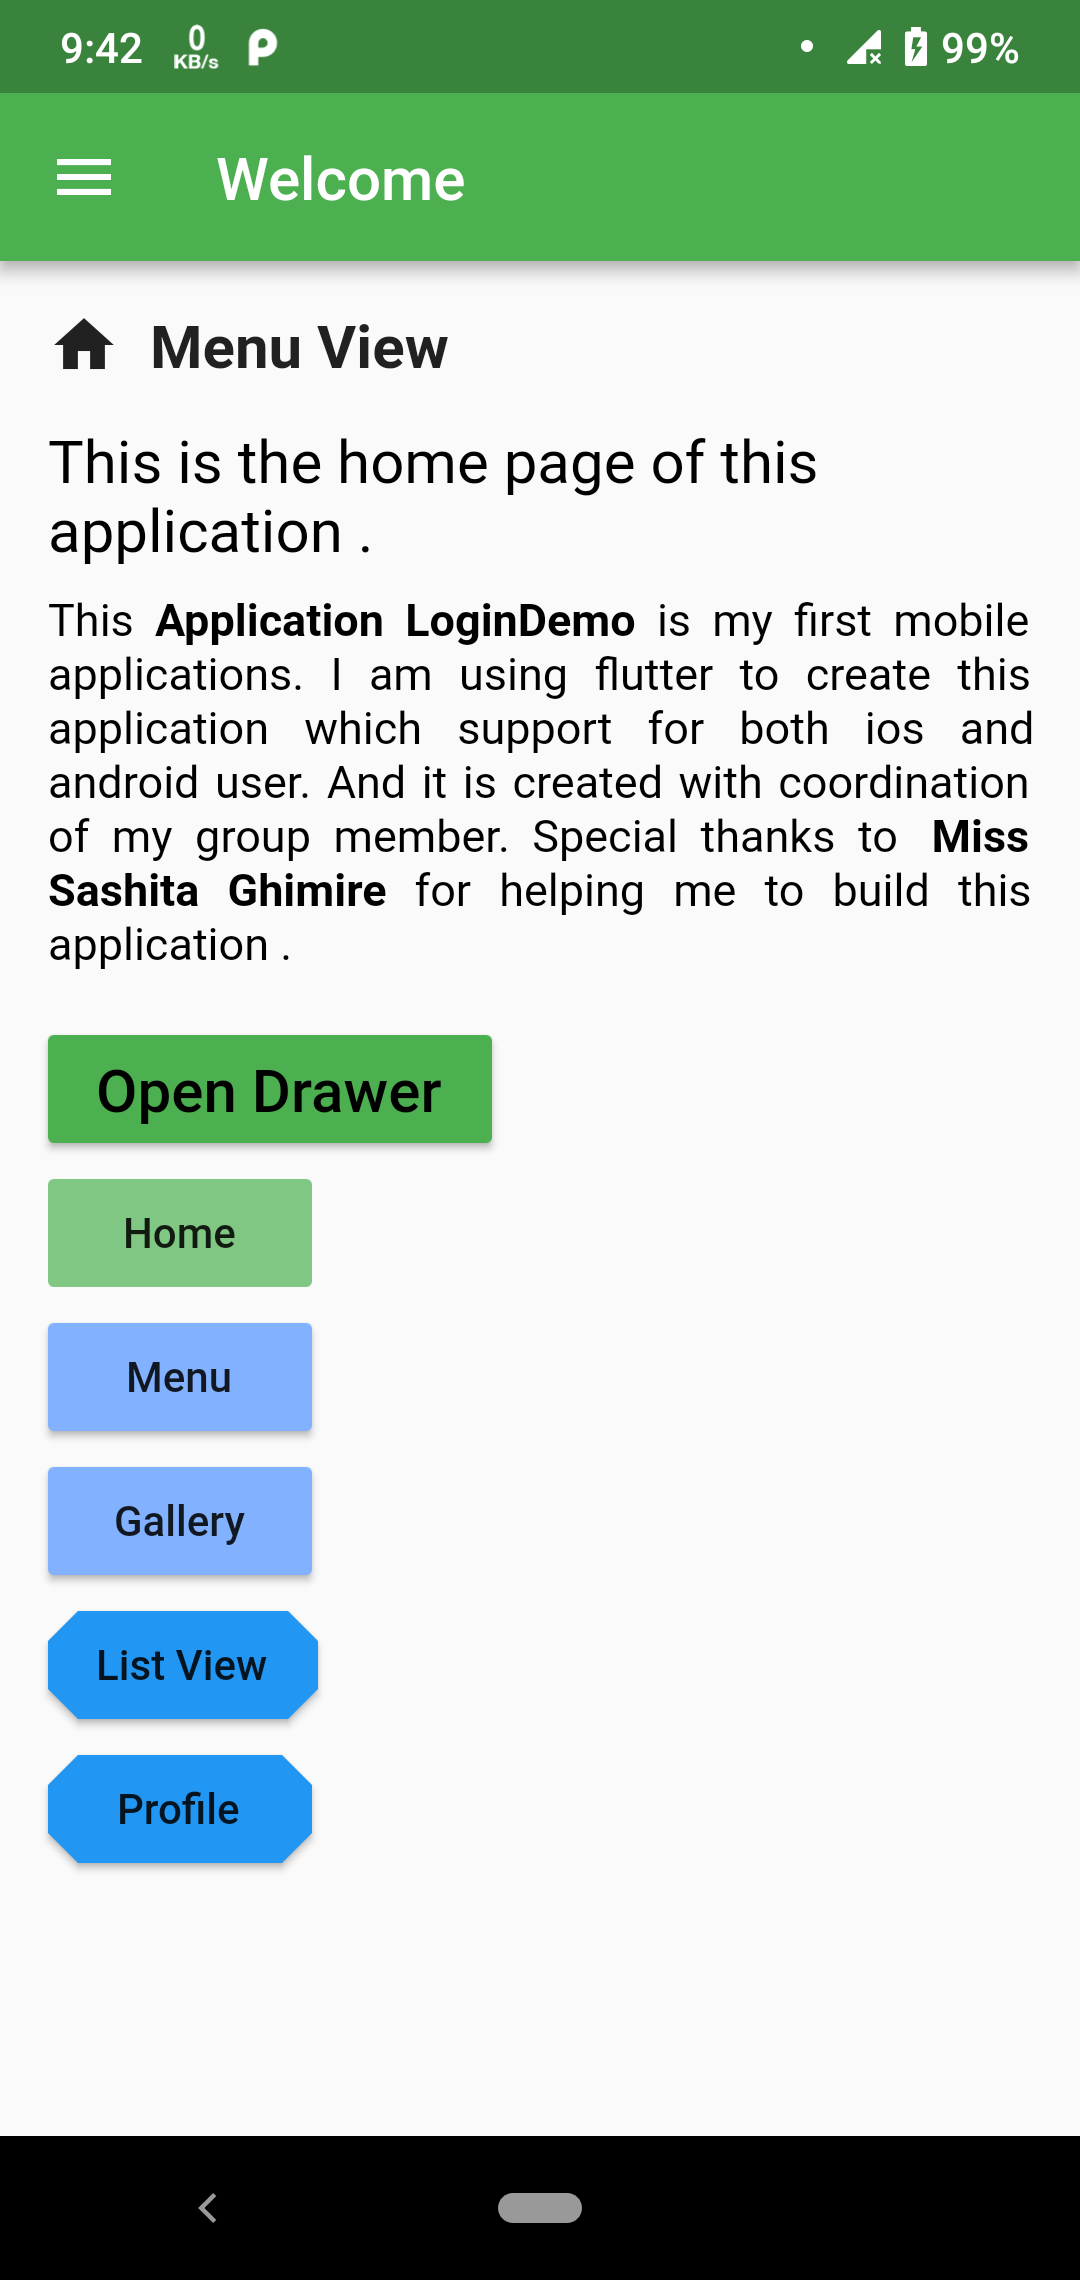 9:42 0 KB/s 99%
Welcome
Menu View
This is the home page of this
application .
This Application LoginDemo is my first mobile
applications. I am using flutter to create this
application which support for both ios and
android user. And it is created with coordination
of my group member. Special thanks to Miss
Sashita Ghimire for helping me to build this
application .
Open Drawer
Home
Menu
Gallery
List View
Profile